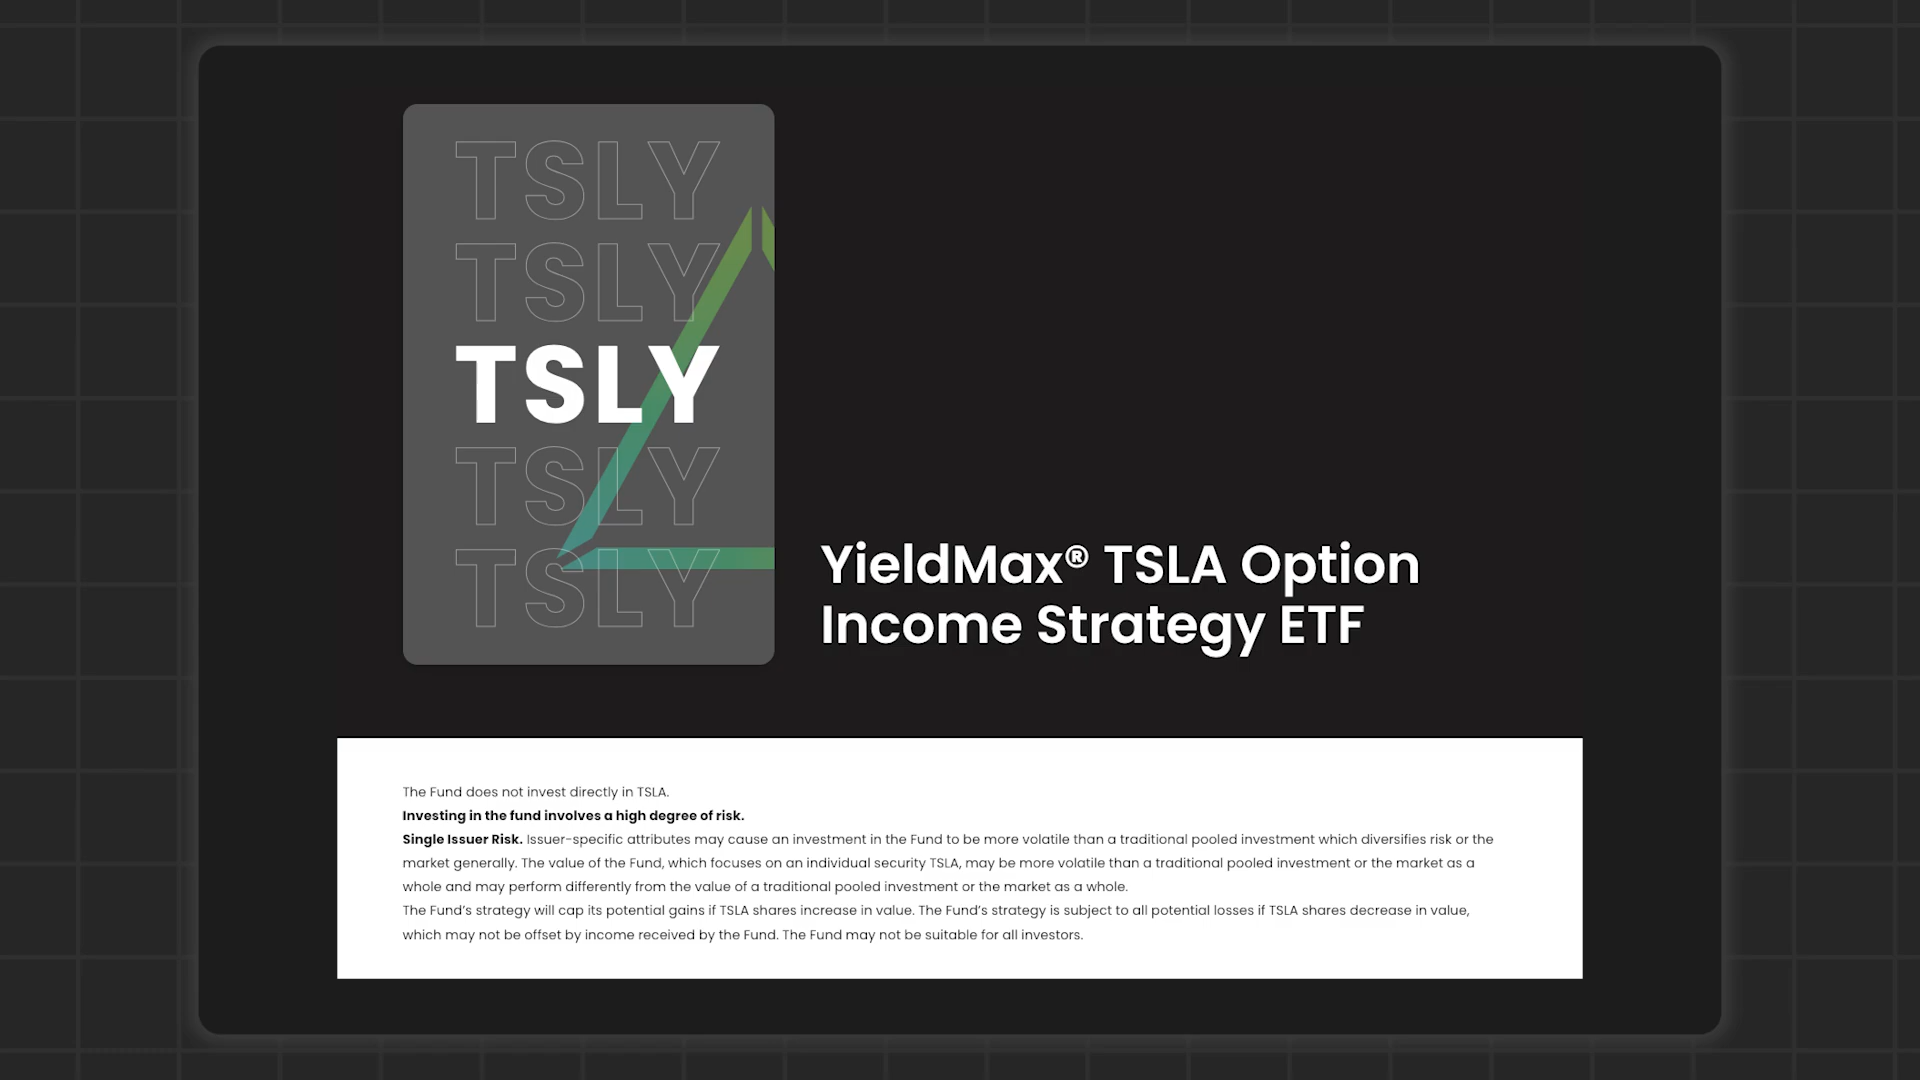 TSLY
TSLY
TSLY
TSLY
TSLY
YieldMax® TSLA Option
Income Strategy ETF
The Fund does not invest directly in TSLA.
Investing in the fund involves a high degree of risk.
Single Issuer Risk. Issuer-specific attributes may cause an investment in the Fund to be more volatile than a traditional pooled investment which diversifies risk or the
market generally. The value of the Fund, which focuses on an individual security TSLA, may be more volatile than a traditional pooled investment or the market as a
whole and may perform differently from the value of a traditional pooled investment or the market as a whole.
The Fund’s strategy will cap its potential gains if TSLA shares increase in value. The Fund’s strategy is subject to all potential losses if TSLA shares decrease in value,
which may not be offset by income received by the Fund. The Fund may not be suitable for all investors.